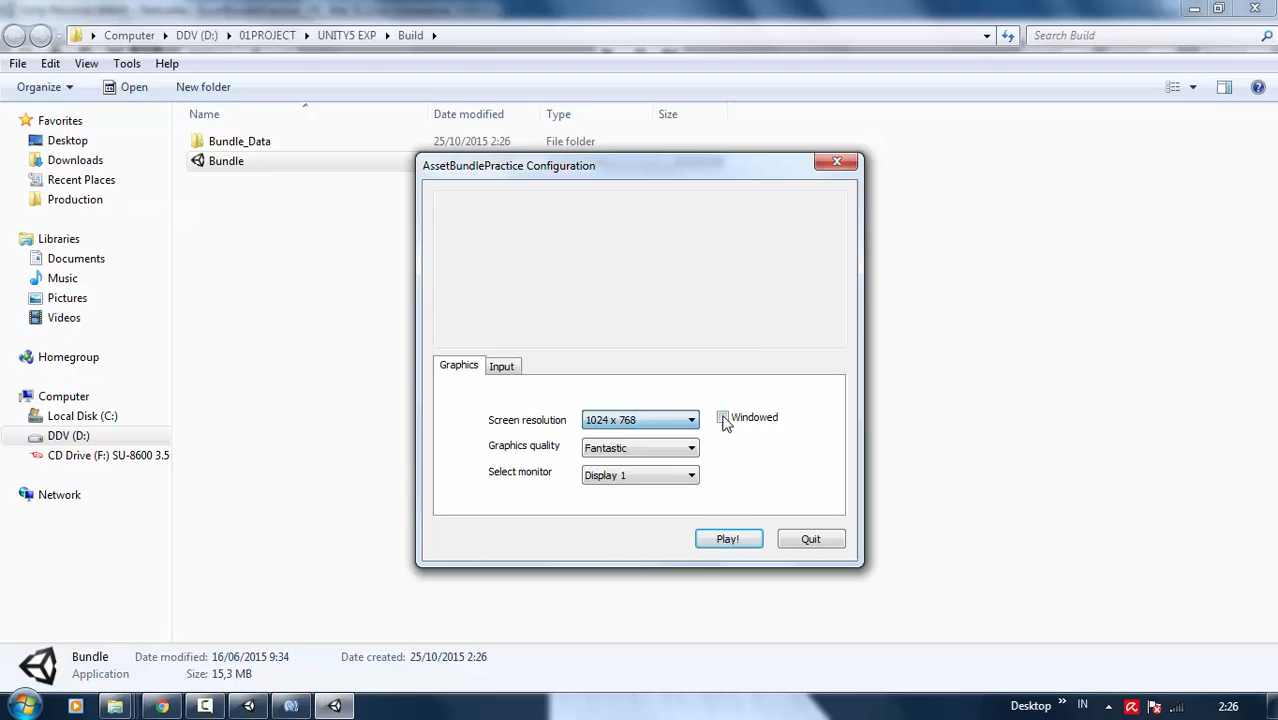 Computer DDV (D:) 01PROJECT UNITY5 EXP Build
Search Build
File Edit View Tools Help
Organize Open New folder
Name Date modified Type Size
Favorites
Desktop
Downloads
Recent Places
Production
Libraries
Documents
Music
Pictures
Videos
Homegroup
Computer
Local Disk (C:)
DDV (D:)
CD Drive (F:) SU-8600 3.5
Network
Bundle_Data 25/10/2015 2:26 File folder
Bundle
AssetBundlePractice Configuration
Graphics Input
Screen resolution 1024 x 768 Windowed
Graphics quality Fantastic
Select monitor Display 1
Play! Quit
Bundle Date modified: 16/06/2015 9:34 Date created: 25/10/2015 2:26
Application Size: 15,3 MB
Desktop IN 2:26